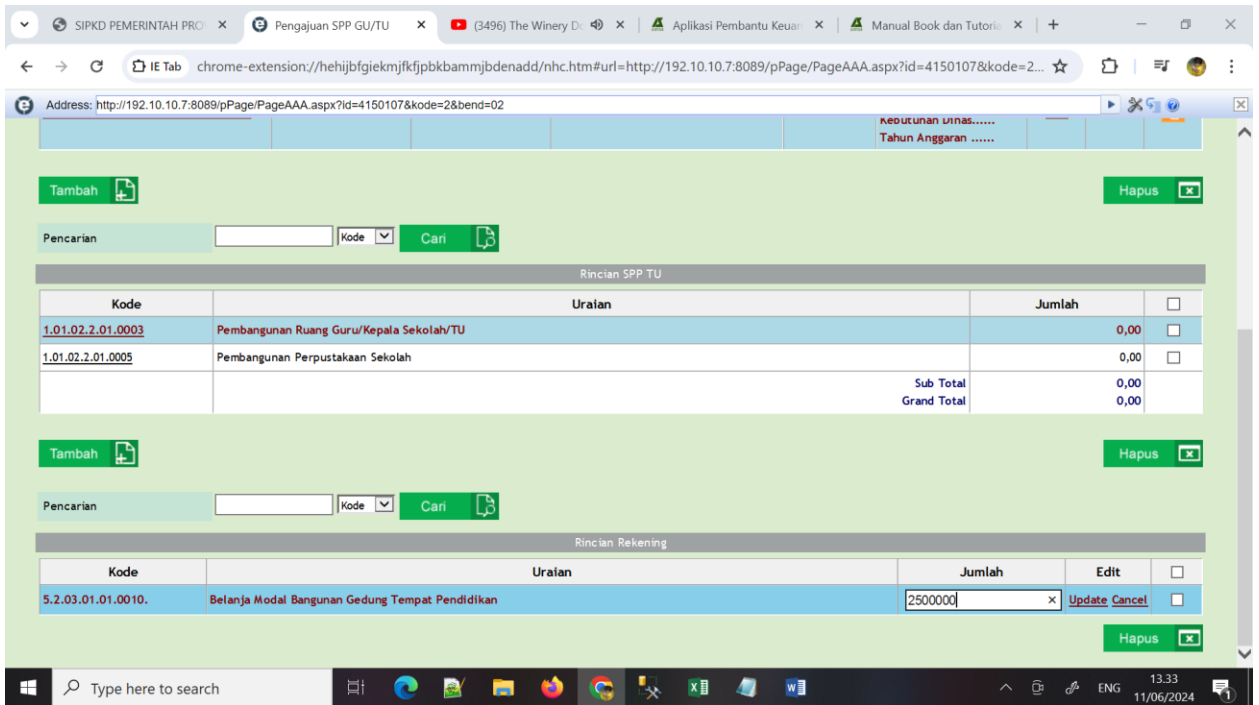 SIPKD PEMERINTAH PRO
Pengajuan SPP GU/TU
(3496) The Winery Do
Aplikasi Pembantu Keuan
Manual Book dan Tutoria
IE Tab chrome-extension://hehijbfgiekmjfkfjpbkbammjbdenadd/nhc.htm#url=http://192.10.10.7:8089/pPage/PageAAA.aspx?id=4150107&kode=2...
Address: http://192.10.10.7:8089/pPage/PageAAA.aspx?id=4150107&kode=2&bend=02
Kebutuhan Dinas......
Tahun Anggaran ......
Tambah Hapus
Pencarian Kode Cari
Rincian SPP TU
Kode Uraian Jumlah
1.01.02.2.01.0003 Pembangunan Ruang Guru/Kepala Sekolah/TU 0,00
1.01.02.2.01.0005 Pembangunan Perpustakaan Sekolah 0,00
Sub Total 0,00
Grand Total 0,00
Tambah Hapus
Pencarian Kode Cari
Rincian Rekening
Kode Uraian Jumlah Edit
5.2.03.01.01.0010. Belanja Modal Bangunan Gedung Tempat Pendidikan 2500000 Update Cancel
Hapus
Type here to search ENG 13.33
11/06/2024